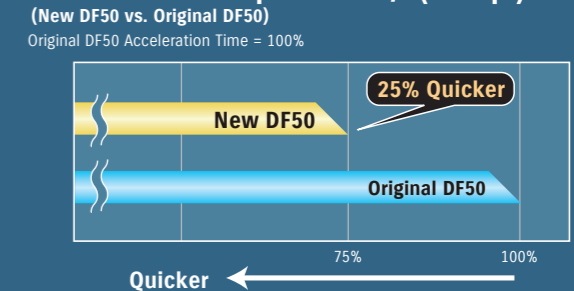 (New DF50 vs. Original DF50)
Original DF50 Acceleration Time = 100%
25% Quicker
New DF50
Original DF50
75% 100%
Quicker